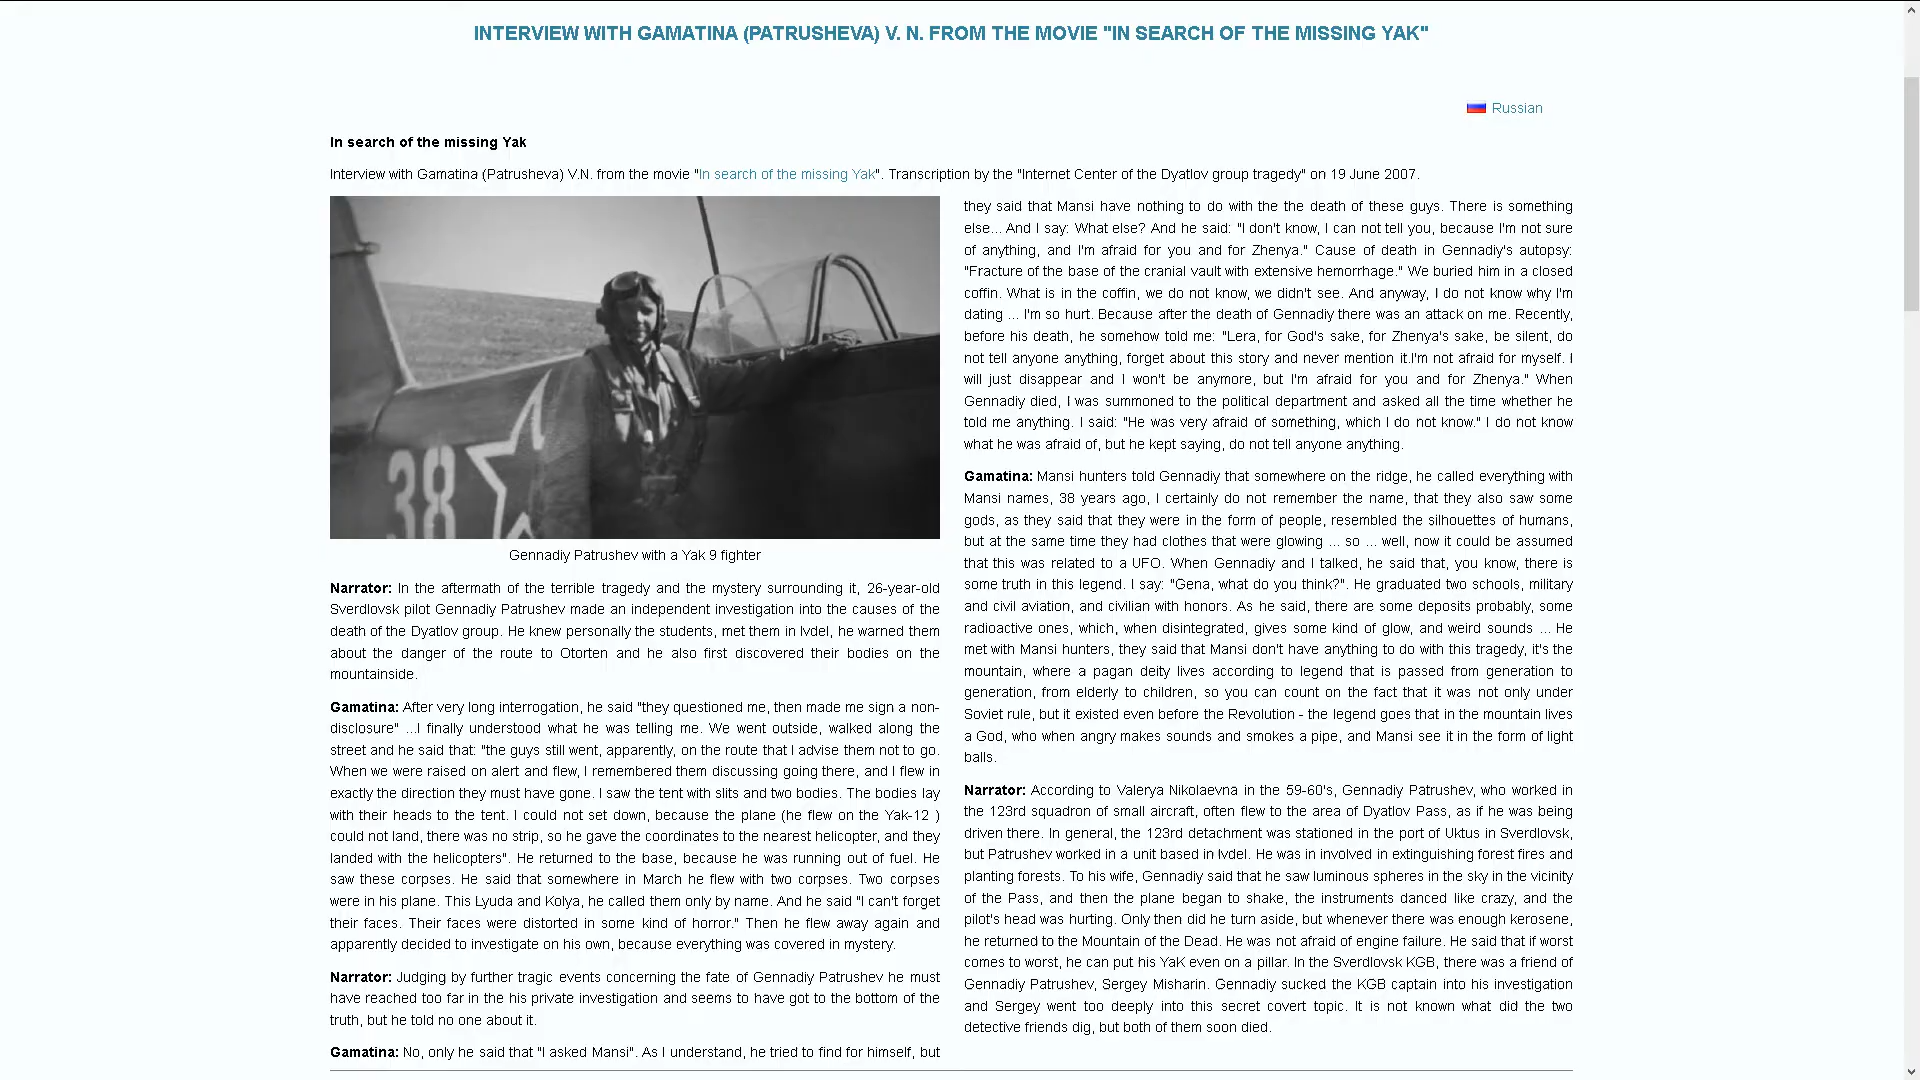 INTERVIEW WITH GAMATINA (PATRUSHEVA) V. N. FROM THE MOVIE "IN SEARCH OF THE MISSING YAK"
Russian
In search of the missing Yak
Interview with Gamatina (Patrusheva) V.N. from the movie "In search of the missing Yak". Transcription by the "Internet Center of the Dyatlov group tragedy" on 19 June 2007.
38
Gennadiy Patrushev with a Yak 9 fighter
Narrator: In the aftermath of the terrible tragedy and the mystery surrounding it, 26-year-old
Sverdlovsk pilot Gennadiy Patrushev made an independent investigation into the causes of the
death of the Dyatlov group. He knew personally the students, met them in Ivdel, he warned them
about the danger of the route to Otorten and he also first discovered their bodies on the
mountainside.
Gamatina: After very long interrogation, he said "they questioned me, then made me sign a non-
disclosure" ...I finally understood what he was telling me. We went outside, walked along the
street and he said that: "the guys still went, apparently, on the route that I advise them not to go.
When we were raised on alert and flew, I remembered them discussing going there, and I flew in
exactly the direction they must have gone. I saw the tent with slits and two bodies. The bodies lay
with their heads to the tent. I could not set down, because the plane (he flew on the Yak-12 )
could not land, there was no strip, so he gave the coordinates to the nearest helicopter, and they
landed with the helicopters". He returned to the base, because he was running out of fuel. He
saw these corpses. He said that somewhere in March he flew with two corpses. Two corpses
were in his plane. This Lyuda and Kolya, he called them only by name. And he said "I can't forget
their faces. Their faces were distorted in some kind of horror." Then he flew away again and
apparently decided to investigate on his own, because everything was covered in mystery.
Narrator: Judging by further tragic events concerning the fate of Gennadiy Patrushev he must
have reached too far in the his private investigation and seems to have got to the bottom of the
truth, but he told no one about it.
Gamatina: No, only he said that "I asked Mansi". As I understand, he tried to find for himself, but
they said that Mansi have nothing to do with the the death of these guys. There is something
else... And I say: What else? And he said: "I don't know, I can not tell you, because I'm not sure
of anything, and I'm afraid for you and for Zhenya." Cause of death in Gennadiy's autopsy:
"Fracture of the base of the cranial vault with extensive hemorrhage." We buried him in a closed
coffin. What is in the coffin, we do not know, we didn't see. And anyway, I do not know why I'm
dating ... I'm so hurt. Because after the death of Gennadiy there was an attack on me. Recently,
before his death, he somehow told me: "Lera, for God's sake, for Zhenya's sake, be silent, do
not tell anyone anything, forget about this story and never mention it.I'm not afraid for myself. I
will just disappear and I won't be anymore, but I'm afraid for you and for Zhenya." When
Gennadiy died, I was summoned to the political department and asked all the time whether he
told me anything. I said: "He was very afraid of something, which I do not know." I do not know
what he was afraid of, but he kept saying, do not tell anyone anything.
Gamatina: Mansi hunters told Gennadiy that somewhere on the ridge, he called everything with
Mansi names, 38 years ago, I certainly do not remember the name, that they also saw some
gods, as they said that they were in the form of people, resembled the silhouettes of humans,
but at the same time they had clothes that were glowing ... so ... well, now it could be assumed
that this was related to a UFO. When Gennadiy and I talked, he said that, you know, there is
some truth in this legend. I say: "Gena, what do you think?". He graduated two schools, military
and civil aviation, and civilian with honors. As he said, there are some deposits probably, some
radioactive ones, which, when disintegrated, gives some kind of glow, and weird sounds ... He
met with Mansi hunters, they said that Mansi don't have anything to do with this tragedy, it's the
mountain, where a pagan deity lives according to legend that is passed from generation to
generation, from elderly to children, so you can count on the fact that it was not only under
Soviet rule, but it existed even before the Revolution - the legend goes that in the mountain lives
a God, who when angry makes sounds and smokes a pipe, and Mansi see it in the form of light
balls.
Narrator: According to Valerya Nikolaevna in the 59-60's, Gennadiy Patrushev, who worked in
the 123rd squadron of small aircraft, often flew to the area of Dyatlov Pass, as if he was being
driven there. In general, the 123rd detachment was stationed in the port of Uktus in Sverdlovsk,
but Patrushev worked in a unit based in Ivdel. He was in involved in extinguishing forest fires and
planting forests. To his wife, Gennadiy said that he saw luminous spheres in the sky in the vicinity
of the Pass, and then the plane began to shake, the instruments danced like crazy, and the
pilot's head was hurting. Only then did he turn aside, but whenever there was enough kerosene,
he returned to the Mountain of the Dead. He was not afraid of engine failure. He said that if worst
comes to worst, he can put his YaK even on a pillar. In the Sverdlovsk KGB, there was a friend of
Gennadiy Patrushev, Sergey Misharin. Gennadiy sucked the KGB captain into his investigation
and Sergey went too deeply into this secret covert topic. It is not known what did the two
detective friends dig, but both of them soon died.